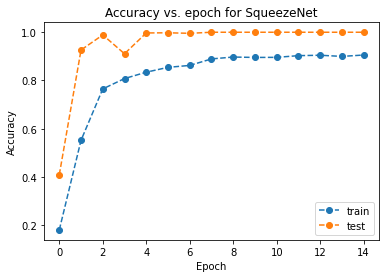 Accuracy vs. epoch for SqueezeNet
1.0
0.8
0.6
0.4
0.2
Accuracy
0 2 4 6 8 10 12 14
Epoch
train
test